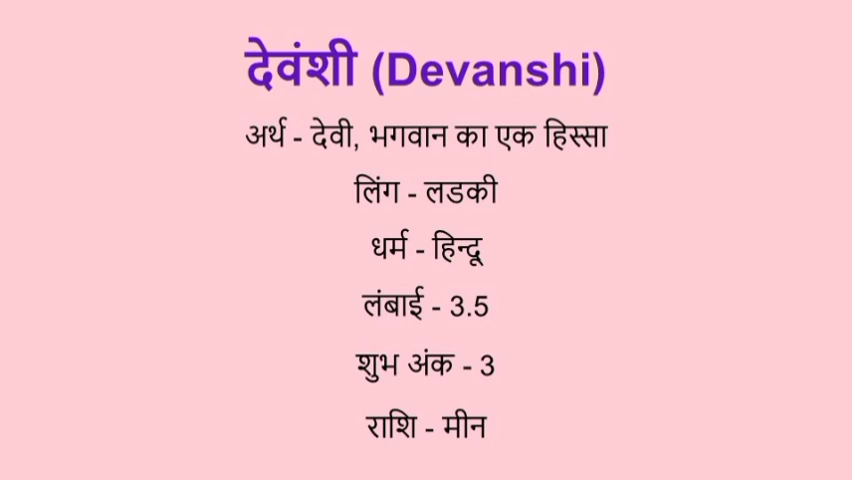 देवंशी (Devanshi)
अर्थ - देवी, भगवान का एक हिस्सा
लिंग - लडकी
धर्म - हिन्दू
लंबाई - 3.5
शुभ अंक - 3
राशि - मीन